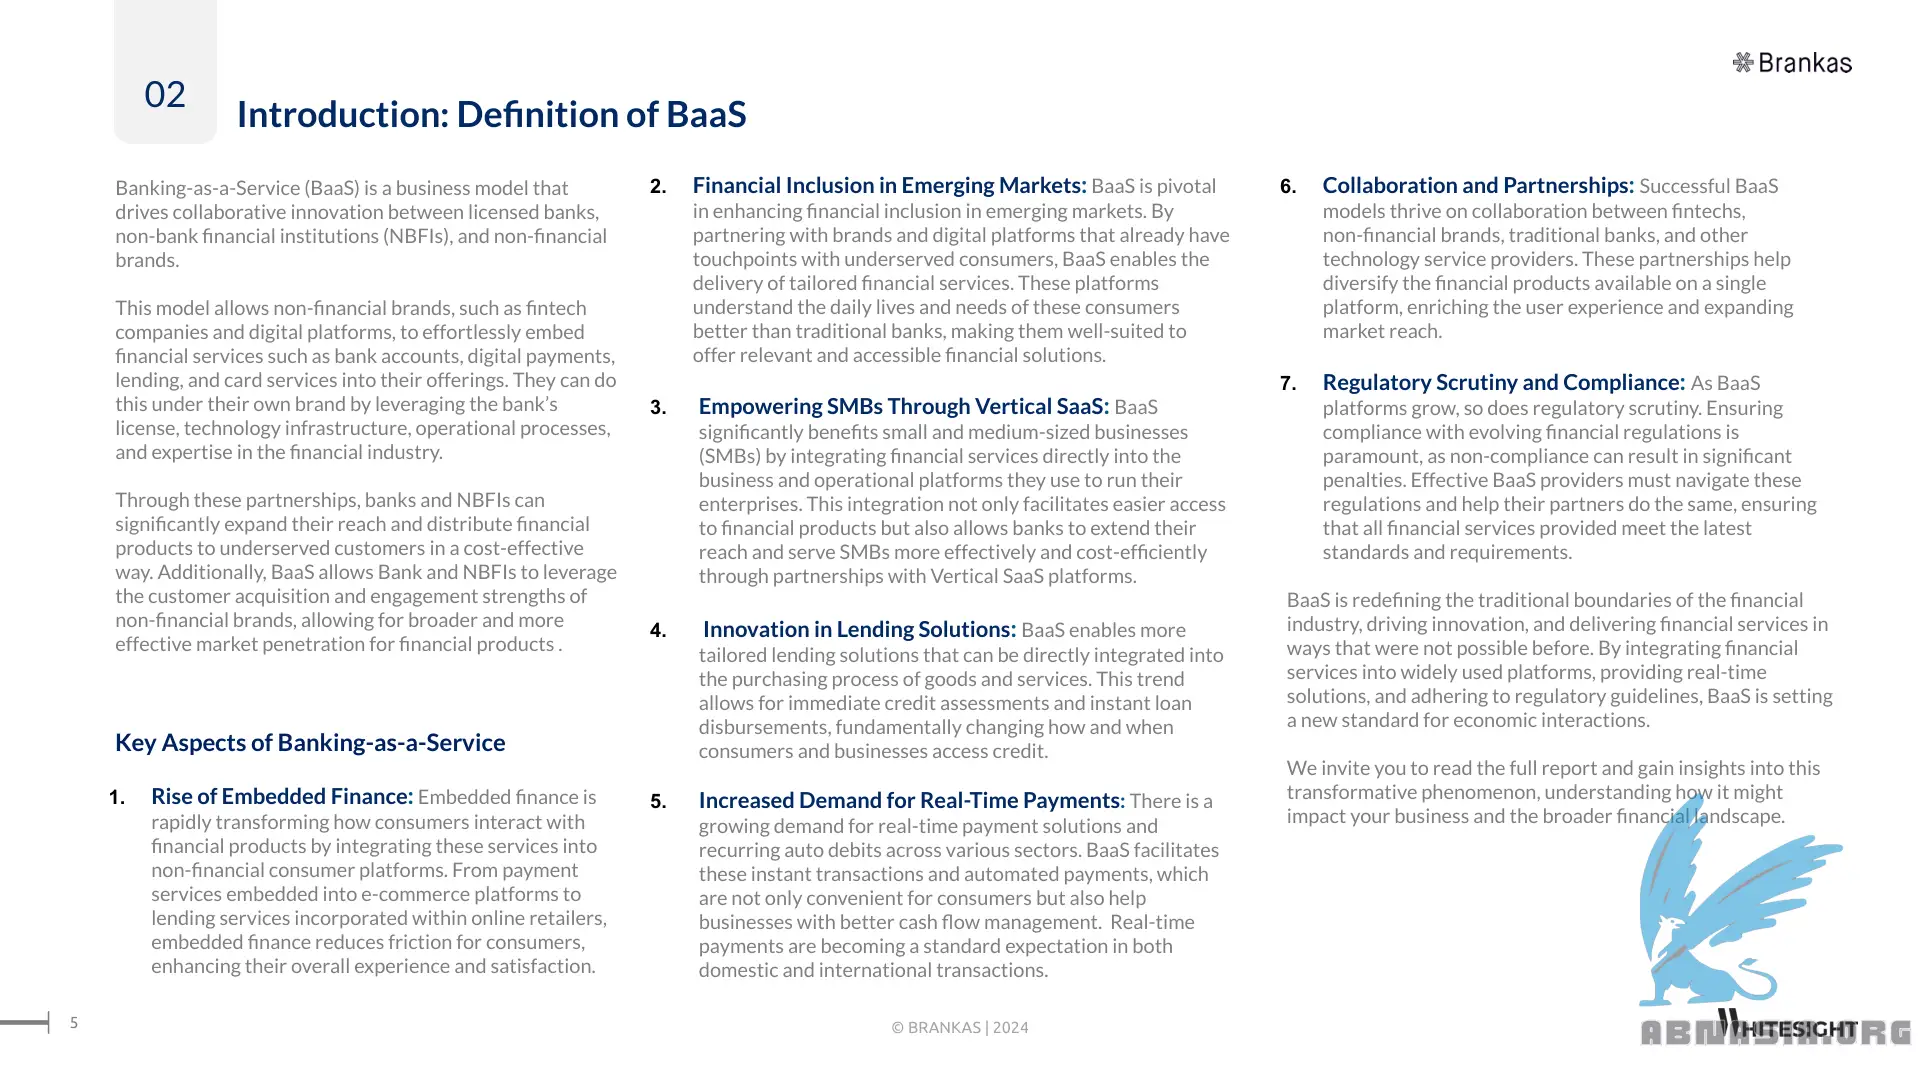 02
Brankas
Introduction: Definition of BaaS
Banking-as-a-Service (BaaS) is a business model that
drives collaborative innovation between licensed banks,
non-bank financial institutions (NBFIs), and non-financial
brands.
This model allows non-financial brands, such as fintech
companies and digital platforms, to effortlessly embed
financial services such as bank accounts, digital payments,
lending, and card services into their offerings. They can do
this under their own brand by leveraging the bank’s
license, technology infrastructure, operational processes,
and expertise in the financial industry.
Through these partnerships, banks and NBFIs can
significantly expand their reach and distribute financial
products to underserved customers in a cost-effective
way. Additionally, BaaS allows Bank and NBFIs to leverage
the customer acquisition and engagement strengths of
non-financial brands, allowing for broader and more
effective market penetration for financial products .
Key Aspects of Banking-as-a-Service
1. Rise of Embedded Finance: Embedded finance is
rapidly transforming how consumers interact with
financial products by integrating these services into
non-financial consumer platforms. From payment
services embedded into e-commerce platforms to
lending services incorporated within online retailers,
embedded finance reduces friction for consumers,
enhancing their overall experience and satisfaction.
2. Financial Inclusion in Emerging Markets: BaaS is pivotal
in enhancing financial inclusion in emerging markets. By
partnering with brands and digital platforms that already have
touchpoints with underserved consumers, BaaS enables the
delivery of tailored financial services. These platforms
understand the daily lives and needs of these consumers
better than traditional banks, making them well-suited to
offer relevant and accessible financial solutions.
3. Empowering SMBs Through Vertical SaaS: BaaS
significantly benefits small and medium-sized businesses
(SMBs) by integrating financial services directly into the
business and operational platforms they use to run their
enterprises. This integration not only facilitates easier access
to financial products but also allows banks to extend their
reach and serve SMBs more effectively and cost-efficiently
through partnerships with Vertical SaaS platforms.
4. Innovation in Lending Solutions: BaaS enables more
tailored lending solutions that can be directly integrated into
the purchasing process of goods and services. This trend
allows for immediate credit assessments and instant loan
disbursements, fundamentally changing how and when
consumers and businesses access credit.
5. Increased Demand for Real-Time Payments: There is a
growing demand for real-time payment solutions and
recurring auto debits across various sectors. BaaS facilitates
these instant transactions and automated payments, which
are not only convenient for consumers but also help
businesses with better cash flow management. Real-time
payments are becoming a standard expectation in both
domestic and international transactions.
6. Collaboration and Partnerships: Successful BaaS
models thrive on collaboration between fintechs,
non-financial brands, traditional banks, and other
technology service providers. These partnerships help
diversify the financial products available on a single
platform, enriching the user experience and expanding
market reach.
7. Regulatory Scrutiny and Compliance: As BaaS
platforms grow, so does regulatory scrutiny. Ensuring
compliance with evolving financial regulations is
paramount, as non-compliance can result in significant
penalties. Effective BaaS providers must navigate these
regulations and help their partners do the same, ensuring
that all financial services provided meet the latest
standards and requirements.
BaaS is redefining the traditional boundaries of the financial
industry, driving innovation, and delivering financial services in
ways that were not possible before. By integrating financial
services into widely used platforms, providing real-time
solutions, and adhering to regulatory guidelines, BaaS is setting
a new standard for economic interactions.
We invite you to read the full report and gain insights into this
transformative phenomenon, understanding how it might
impact your business and the broader financial landscape.
5
© BRANKAS | 2024
WHITESIGHT
ABNASIA.ORG